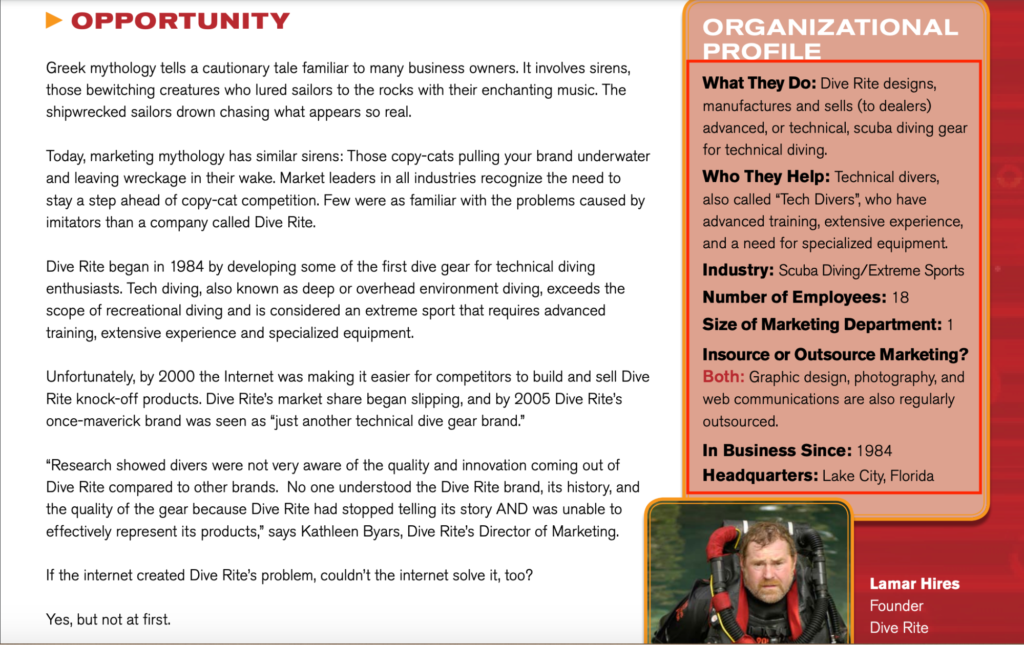 OPPORTUNITY
Greek mythology tells a cautionary tale familiar to many business owners. It involves sirens,
those bewitching creatures who lured sailors to the rocks with their enchanting music. The
shipwrecked sailors drown chasing what appears so real.
Today, marketing mythology has similar sirens: Those copy-cats pulling your brand underwater
and leaving wreckage in their wake. Market leaders in all industries recognize the need to
stay a step ahead of copy-cat competition. Few were as familiar with the problems caused by
imitators than a company called Dive Rite.
Dive Rite began in 1984 by developing some of the first dive gear for technical diving
enthusiasts. Tech diving, also known as deep or overhead environment diving, exceeds the
scope of recreational diving and is considered an extreme sport that requires advanced
training, extensive experience and specialized equipment.
Unfortunately, by 2000 the Internet was making it easier for competitors to build and sell Dive
Rite knock-off products. Dive Rite's market share began slipping, and by 2005 Dive Rite's
once-maverick brand was seen as “just another technical dive gear brand.”
“Research showed divers were not very aware of the quality and innovation coming out of
Dive Rite compared to other brands.  No one understood the Dive Rite brand, its history, and
the quality of the gear because Dive Rite had stopped telling its story AND was unable to
effectively represent its products,” says Kathleen Byars, Dive Rite's Director of Marketing.
If the internet created Dive Rite's problem, couldn't the internet solve it, too?
Yes, but not at first.
ORGANIZATIONAL
PROFILE
What They Do: Dive Rite designs,
manufactures and sells (to dealers)
advanced, or technical, scuba diving gear
for technical diving.
Who They Help: Technical divers,
also called “Tech Divers”, who have
advanced training, extensive experience,
and a need for specialized equipment.
Industry: Scuba Diving/Extreme Sports
Number of Employees: 18
Size of Marketing Department: 1
Insource or Outsource Marketing?
Both: Graphic design, photography, and
web communications are also regularly
outsourced.
In Business Since: 1984
Headquarters: Lake City, Florida
Lamar Hires
Founder
Dive Rite